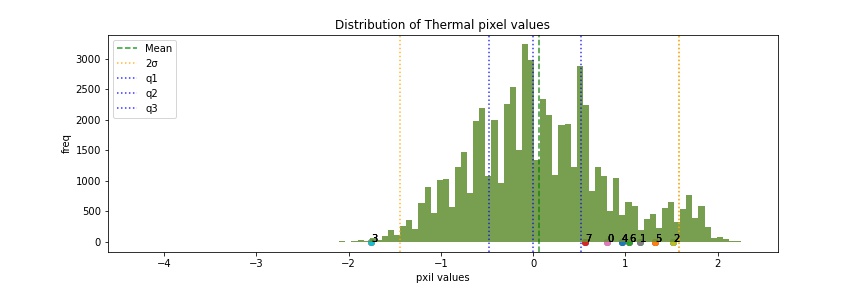 Distribution of Thermal pixel values
Mean
2σ
q1
q2
q3
freq
3000
2500
2000
1500
1000
500
0
3 7 0 4 6 1 5 2
−4 −3 −2 −1 0 1 2
pxil values